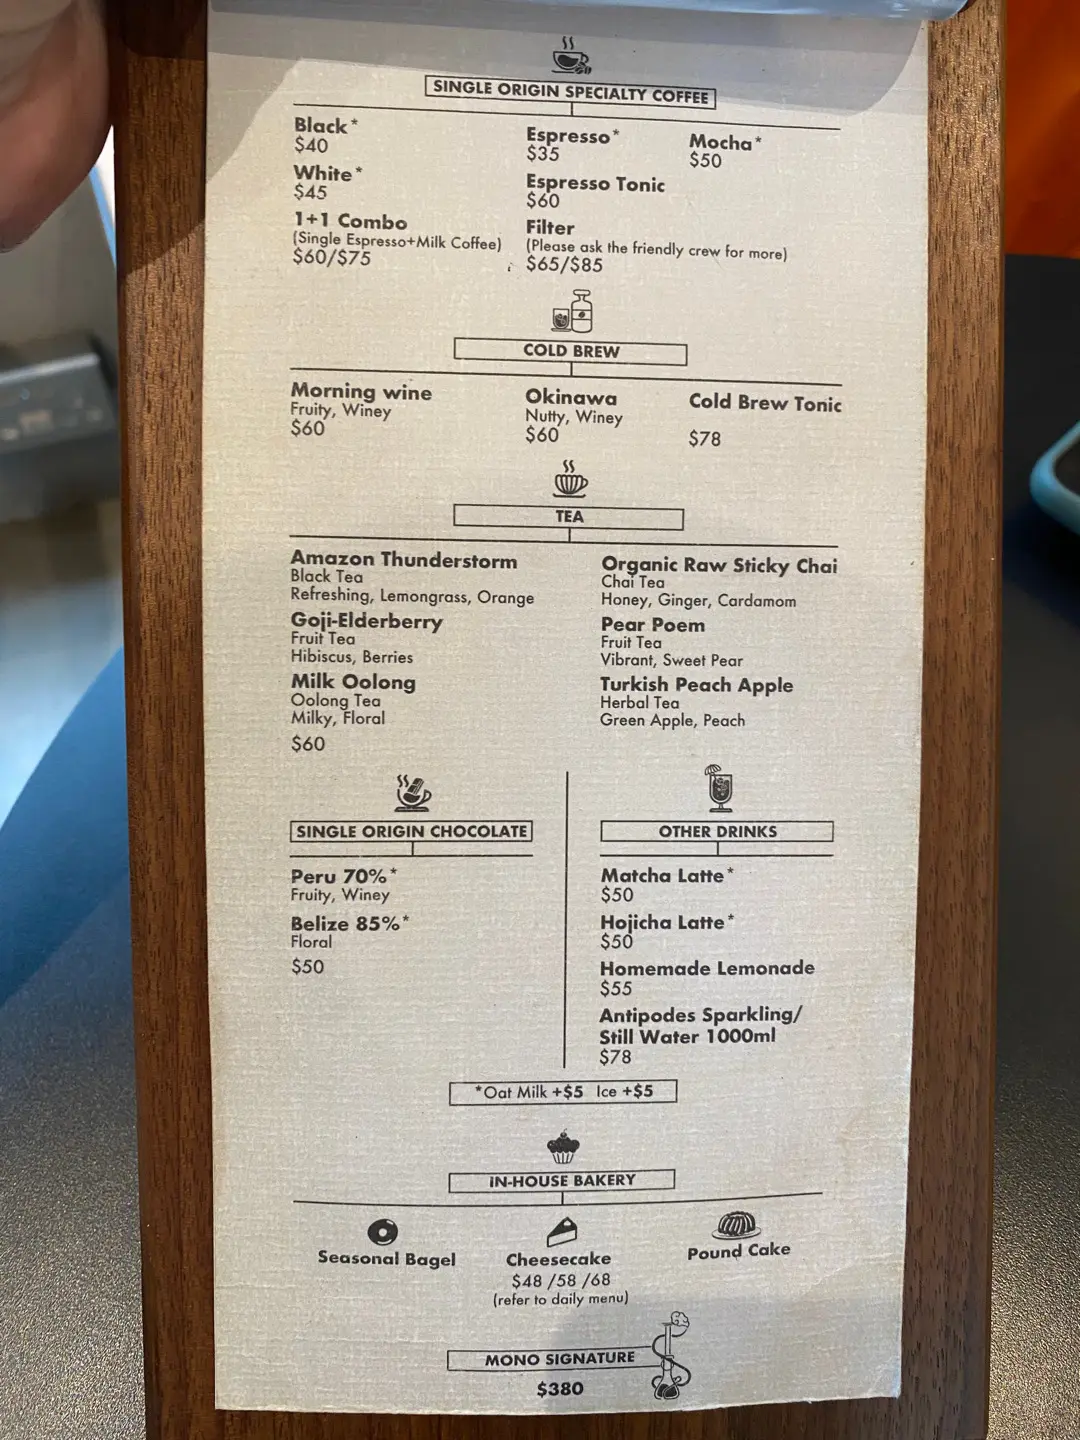 SINGLE ORIGIN SPECIALTY COFFEE
Black*
$40
White*
$45
1+1 Combo
(Single Espresso+Milk Coffee)
$60/$75
Espresso*
$35
Espresso Tonic
$60
Filter
(Please ask the friendly crew for more)
$65/$85
Mocha*
$50
COLD BREW
Morning wine
Fruity, Winey
$60
Okinawa
Nutty, Winey
$60
Cold Brew Tonic
$78
TEA
Amazon Thunderstorm
Black Tea
Refreshing, Lemongrass, Orange
Goji-Elderberry
Fruit Tea
Hibiscus, Berries
Milk Oolong
Oolong Tea
Milky, Floral
$60
Organic Raw Sticky Chai
Chai Tea
Honey, Ginger, Cardamom
Pear Poem
Fruit Tea
Vibrant, Sweet Pear
Turkish Peach Apple
Herbal Tea
Green Apple, Peach
SINGLE ORIGIN CHOCOLATE
Peru 70%*
Fruity, Winey
Belize 85%*
Floral
$50
OTHER DRINKS
Matcha Latte*
$50
Hojicha Latte*
$50
Homemade Lemonade
$55
Antipodes Sparkling/
Still Water 1000ml
$78
*Oat Milk +$5 Ice +$5
IN-HOUSE BAKERY
Seasonal Bagel
Cheesecake
Pound Cake
$48 /58 /68
(refer to daily menu)
MONO SIGNATURE
$380